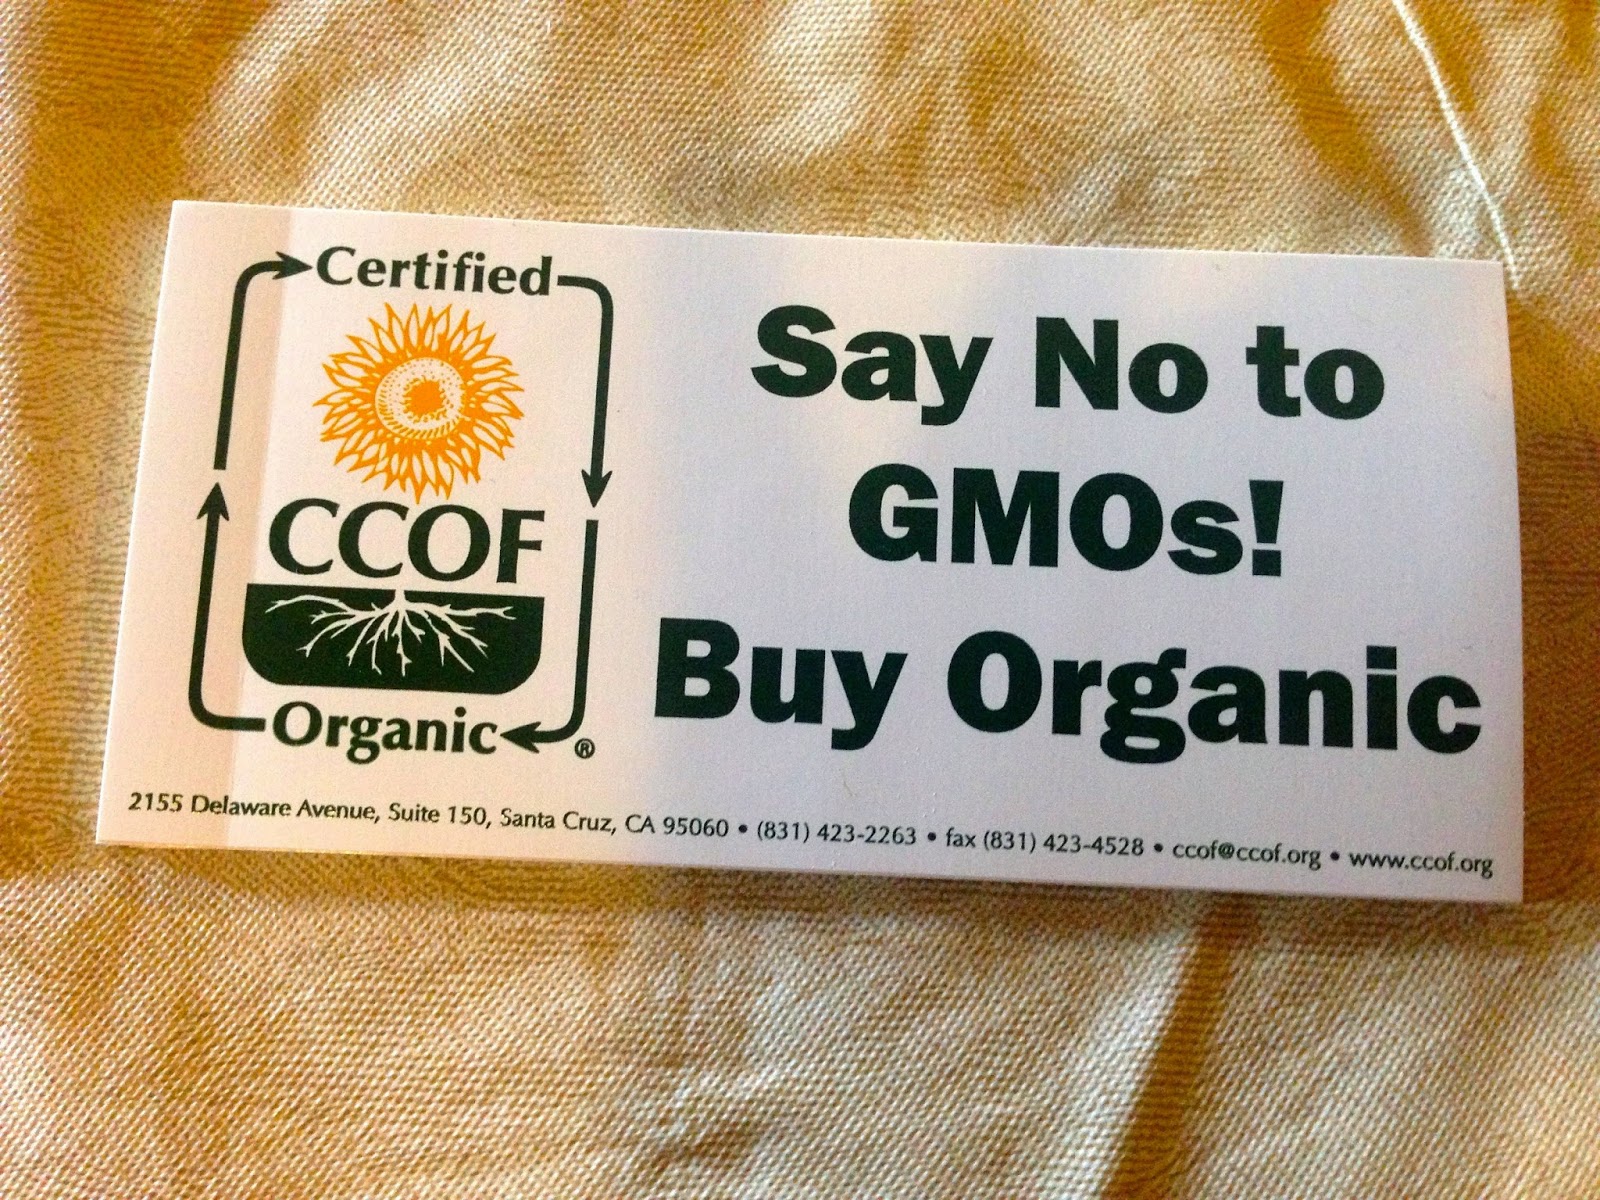 Certified
CCOF
Organic®
Say No to
GMOs!
Buy Organic
2155 Delaware Avenue, Suite 150, Santa Cruz, CA 95060 • (831) 423-2263 • fax (831) 423-4528 • ccof@ccof.org • www.ccof.org